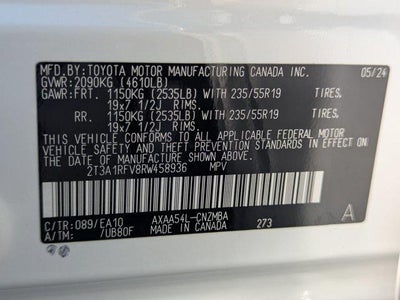 MFD.BY:TOYOTA MOTOR MANUFACTURING CANADA INC. 05/24
GVWR:2090KG (4610LB)
GAWR:FRT. 1150KG (2535LB) WITH 235/55R19 TIRES.
19x7 1/2J RIMS.
RR. 1150KG (2535LB) WITH 235/55R19 TIRES.
19x7 1/2J RIMS.
THIS VEHICLE CONFORMS TO ALL APPLICABLE FEDERAL MOTOR
VEHICLE SAFETY AND THEFT PREVENTION STANDARDS IN EFFECT
ON THE DATE OF MANUFACTURE SHOWN ABOVE.
2T3A1RFV8RW458936 MPV
C/TR:089/EA10 AXAA54L-CNZMBA A
A/TM: /UB80F MADE IN CANADA 273